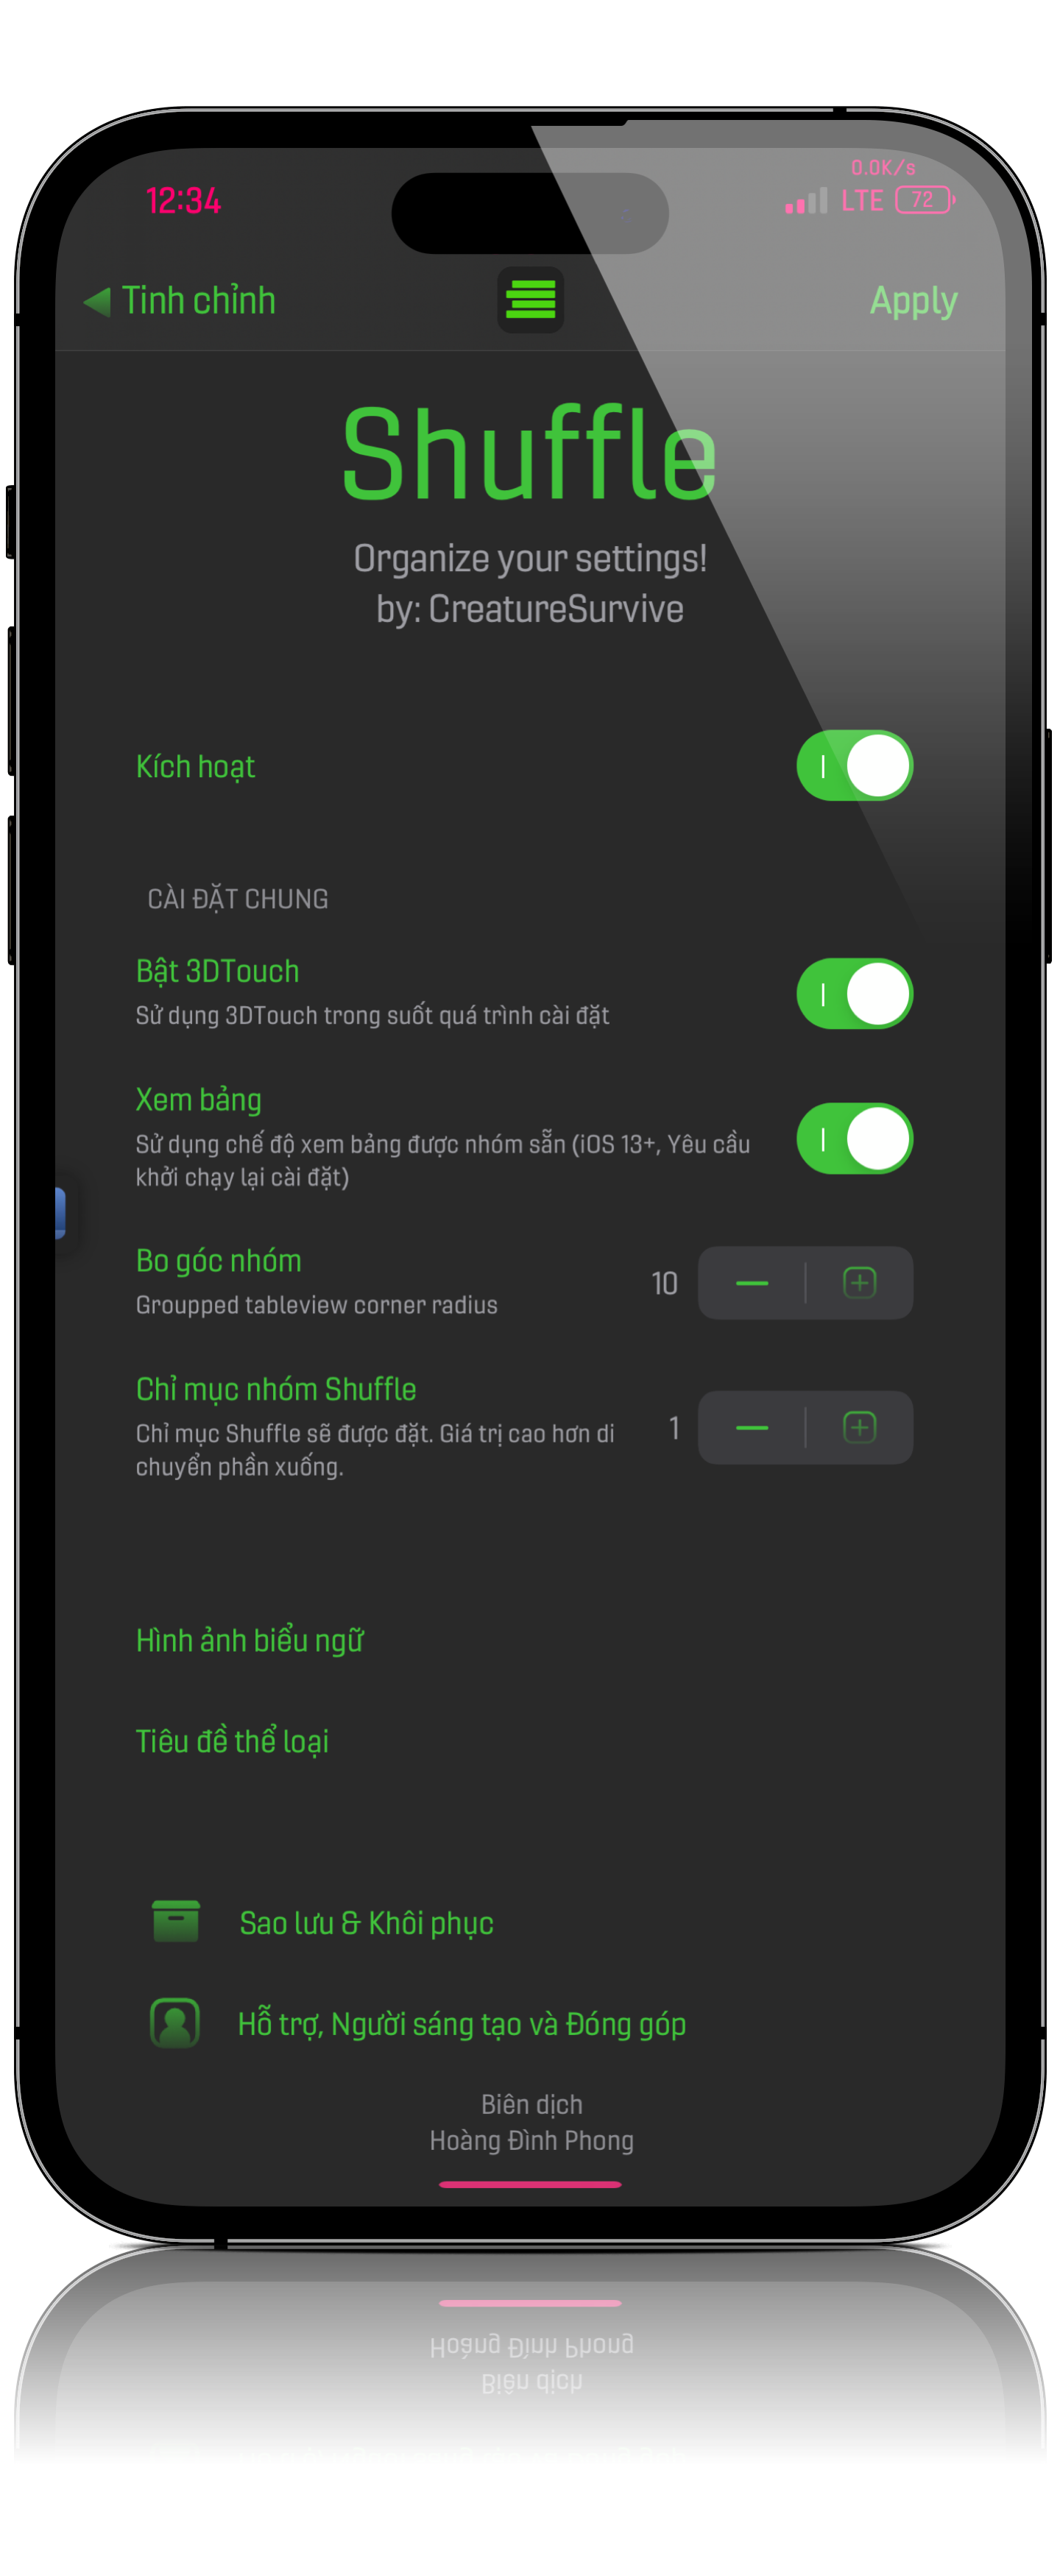 12:34
0.0K/s
LTE 72
Tinh chỉnh
Apply
Shuffle
Organize your settings!
by: CreatureSurvive
Kích hoạt
CÀI ĐẶT CHUNG
Bật 3DTouch
Sử dụng 3DTouch trong suốt quá trình cài đặt
Xem bảng
Sử dụng chế độ xem bảng được nhóm sẵn (iOS 13+, Yêu cầu
khởi chạy lại cài đặt)
Bo góc nhóm
Groupped tableview corner radius
10
Chỉ mục nhóm Shuffle
Chỉ mục Shuffle sẽ được đặt. Giá trị cao hơn di
chuyển phần xuống.
1
Hình ảnh biểu ngữ
Tiêu đề thể loại
Sao lưu & Khôi phục
Hỗ trợ, Người sáng tạo và Đóng góp
Biên dịch
Hoàng Đình Phong